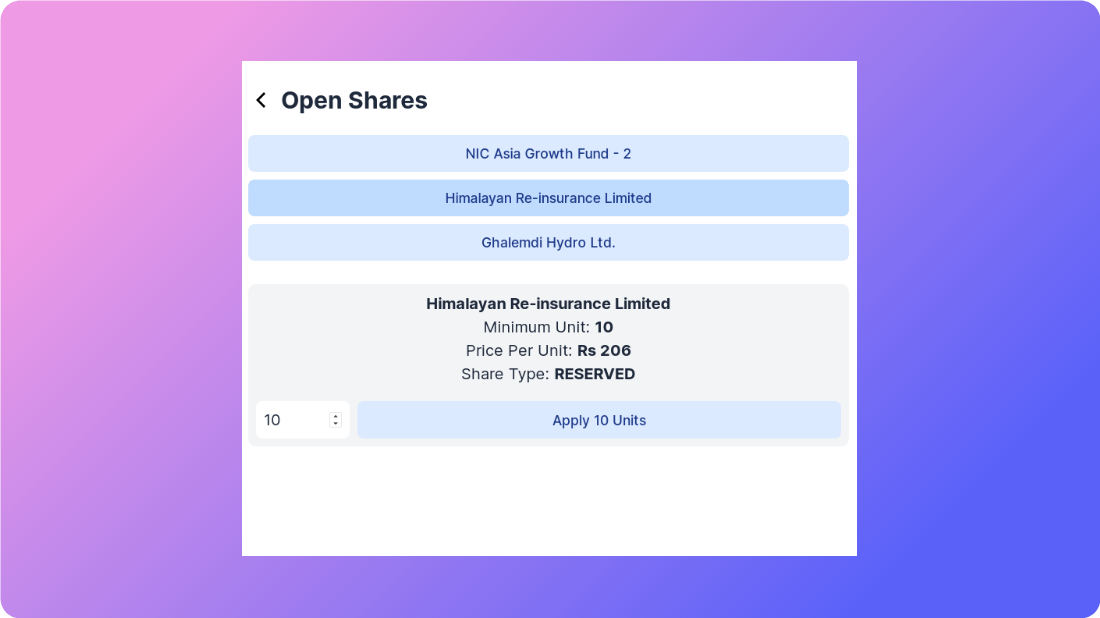 Open Shares
NIC Asia Growth Fund - 2
Himalayan Re-insurance Limited
Ghalemdi Hydro Ltd.
Himalayan Re-insurance Limited
Minimum Unit: 10
Price Per Unit: Rs 206
Share Type: RESERVED
10
Apply 10 Units